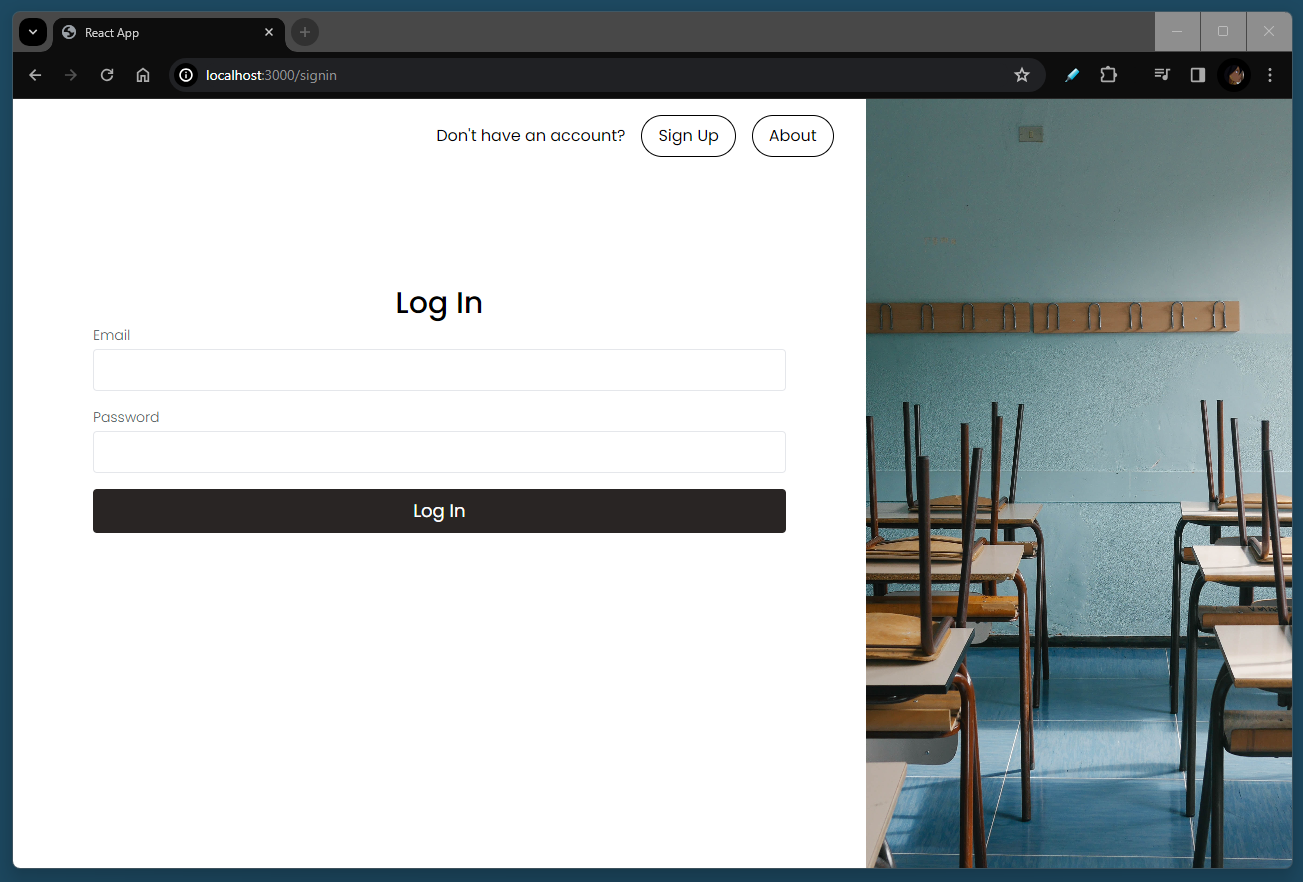 React App
localhost:3000/signin
Don't have an account? Sign Up About
Log In
Email
Password
Log In